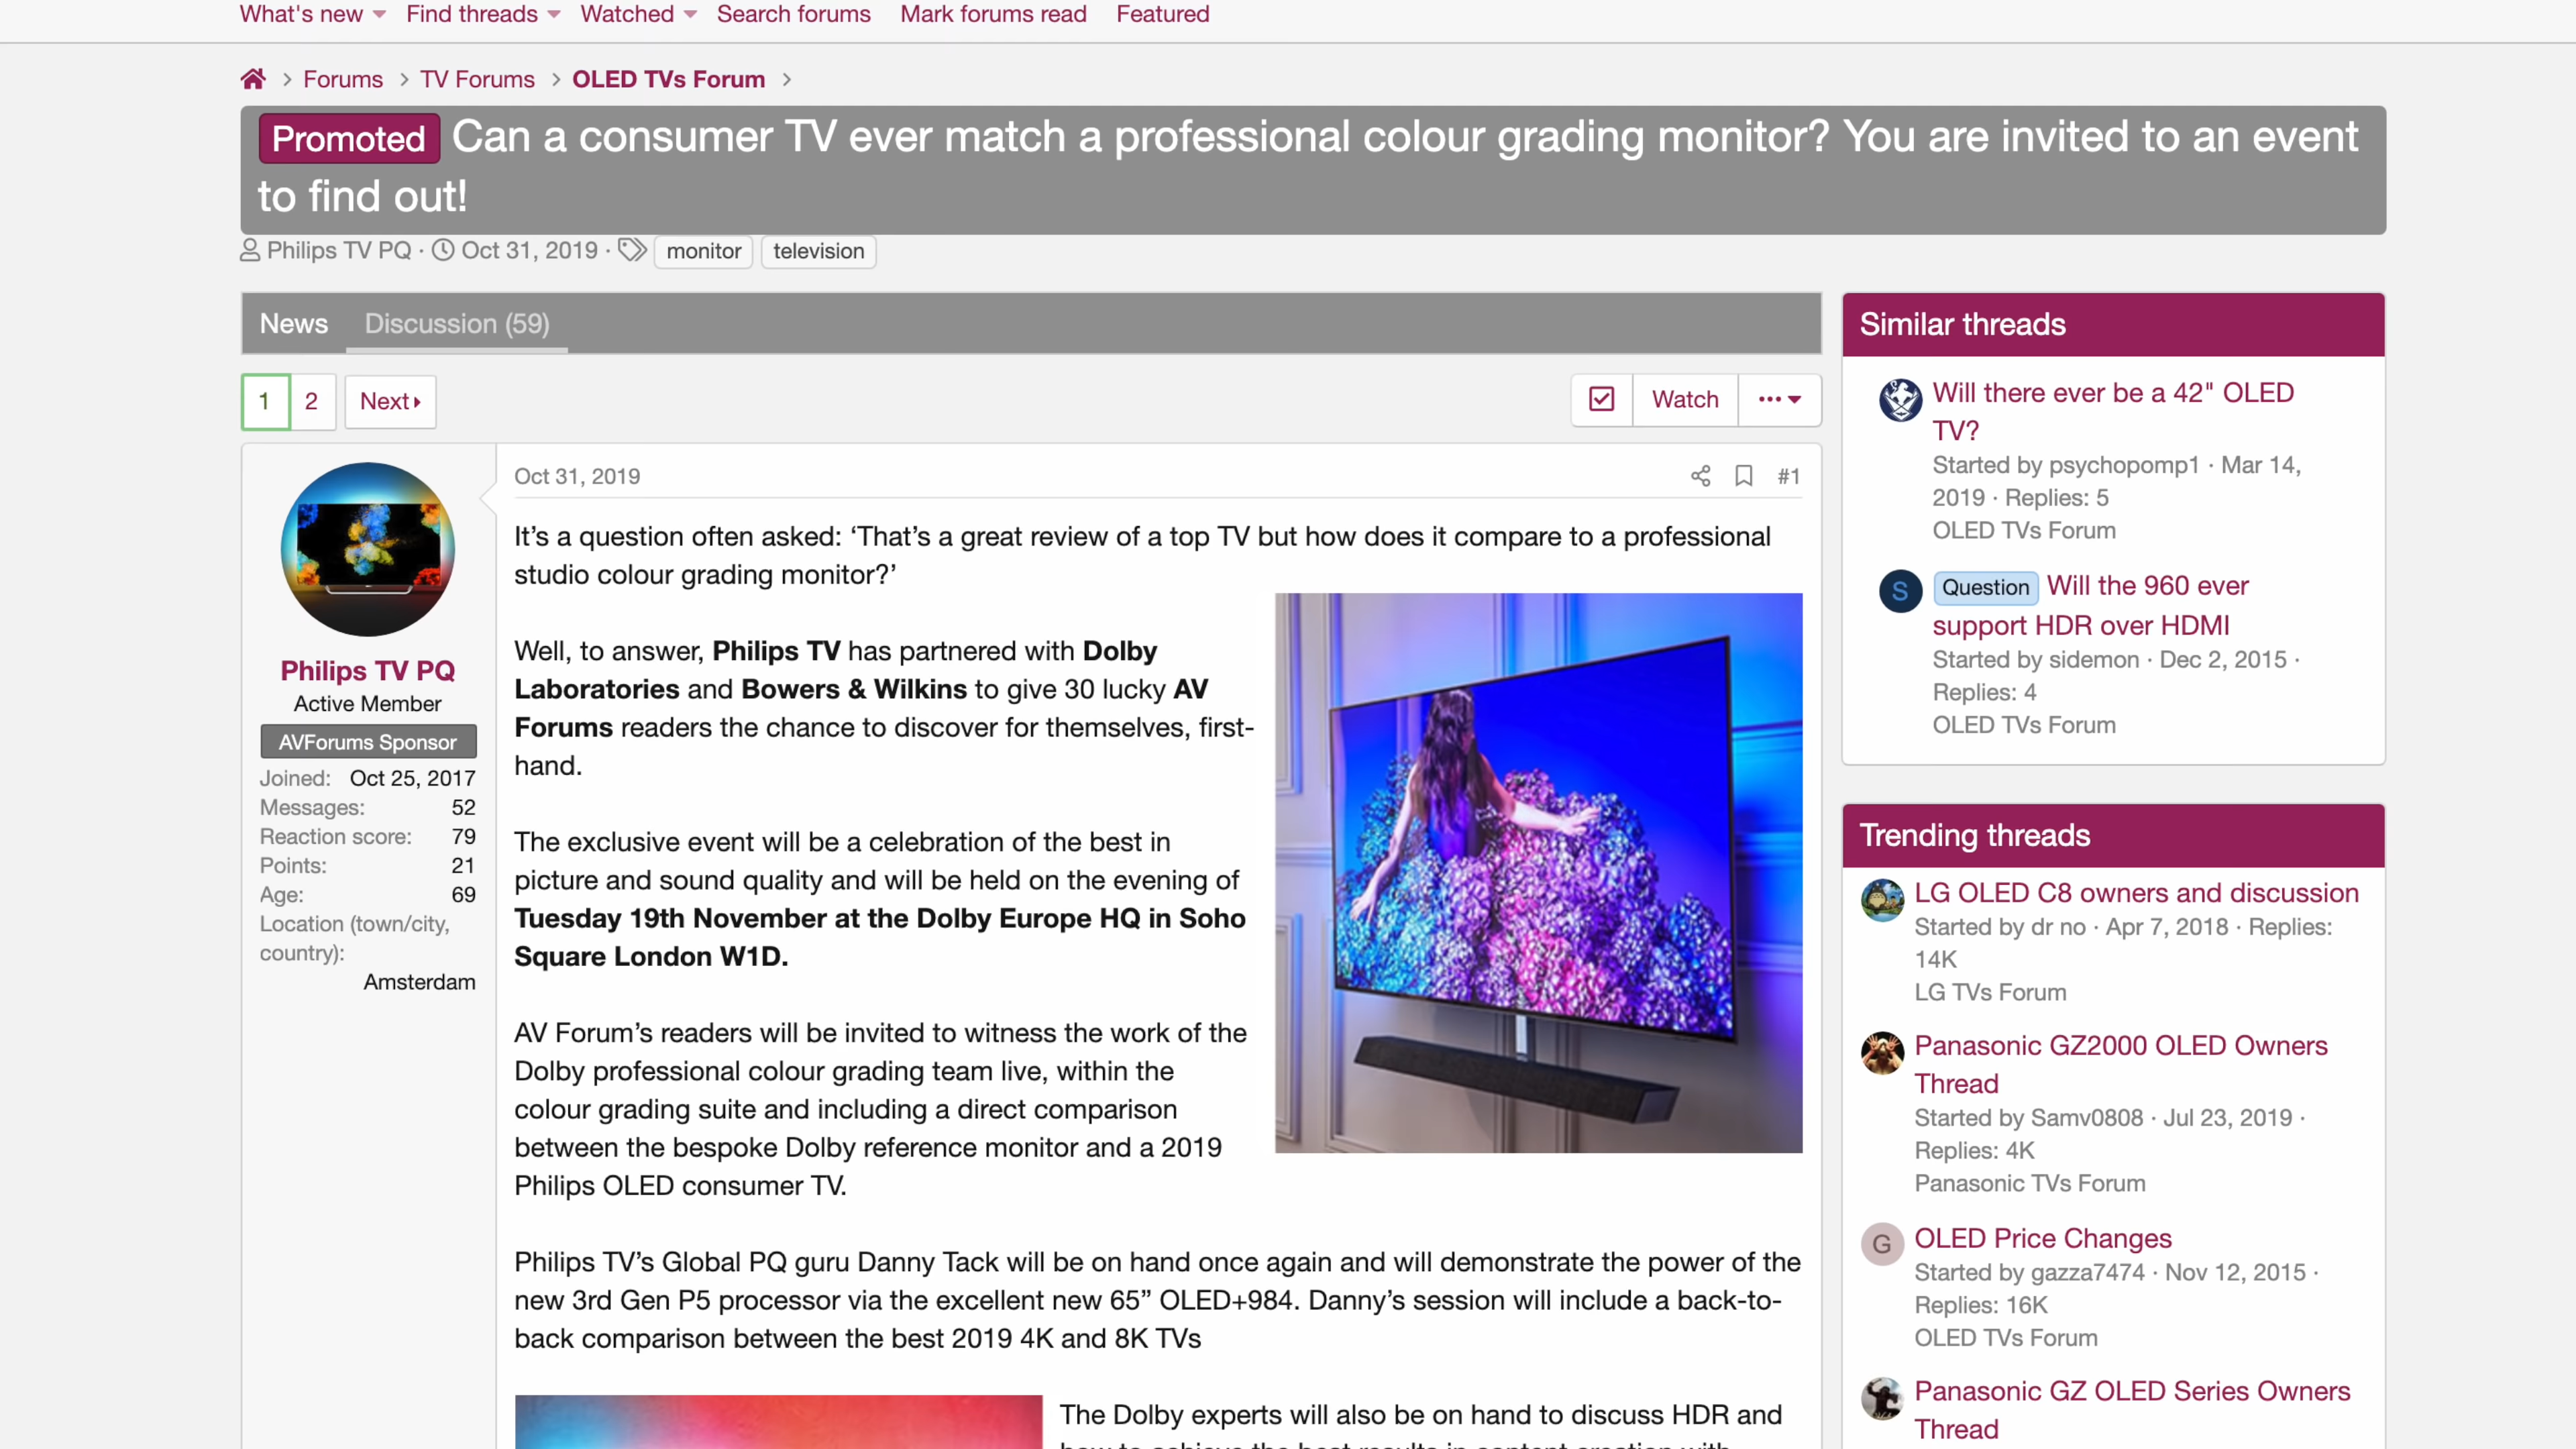 What's new Find threads Watched Search forums Mark forums read Featured
Forums TV Forums OLED TVs Forum
Promoted Can a consumer TV ever match a professional colour grading monitor? You are invited to an event
to find out!
Philips TV PQ · Oct 31, 2019 · monitor television
News Discussion (59)
1 2 Next
Watch
Philips TV PQ
Active Member
AVForums Sponsor
Joined: Oct 25, 2017
Messages: 52
Reaction score: 79
Points: 21
Age: 69
Location (town/city,
country):
Amsterdam
Oct 31, 2019 #1
It’s a question often asked: ‘That’s a great review of a top TV but how does it compare to a professional
studio colour grading monitor?’
Well, to answer, Philips TV has partnered with Dolby
Laboratories and Bowers & Wilkins to give 30 lucky AV
Forums readers the chance to discover for themselves, first-
hand.
The exclusive event will be a celebration of the best in
picture and sound quality and will be held on the evening of
Tuesday 19th November at the Dolby Europe HQ in Soho
Square London W1D.
AV Forum’s readers will be invited to witness the work of the
Dolby professional colour grading team live, within the
colour grading suite and including a direct comparison
between the bespoke Dolby reference monitor and a 2019
Philips OLED consumer TV.
Philips TV’s Global PQ guru Danny Tack will be on hand once again and will demonstrate the power of the
new 3rd Gen P5 processor via the excellent new 65” OLED+984. Danny’s session will include a back-to-
back comparison between the best 2019 4K and 8K TVs
The Dolby experts will also be on hand to discuss HDR and
how to achieve the best results in content creation with
Similar threads
Will there ever be a 42" OLED
TV?
Started by psychopomp1 · Mar 14,
2019 · Replies: 5
OLED TVs Forum
S
Question Will the 960 ever
support HDR over HDMI
Started by sidemon · Dec 2, 2015 ·
Replies: 4
OLED TVs Forum
Trending threads
LG OLED C8 owners and discussion
Started by dr no · Apr 7, 2018 · Replies:
14K
LG TVs Forum
Panasonic GZ2000 OLED Owners
Thread
Started by Samv0808 · Jul 23, 2019 ·
Replies: 4K
Panasonic TVs Forum
G
OLED Price Changes
Started by gazza7474 · Nov 12, 2015 ·
Replies: 16K
OLED TVs Forum
Panasonic GZ OLED Series Owners
Thread